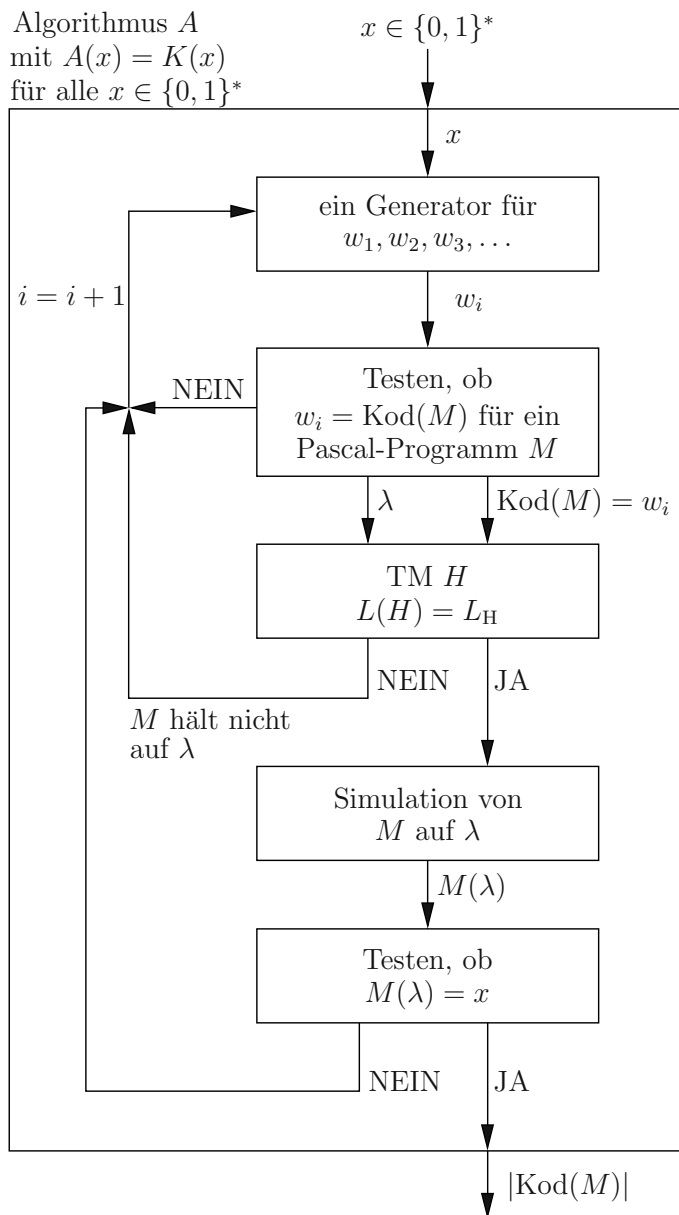 Algorithmus A
mit A(x) = K(x)
für alle x ∈ {0, 1}*
x ∈ {0, 1}*
x
ein Generator für
w₁, w₂, w₃, . . .
i = i + 1
wᵢ
NEIN
Testen, ob
wᵢ = Kod(M) für ein
Pascal-Programm M
λ
Kod(M) = wᵢ
TM H
L(H) = L_H
NEIN
JA
M hält nicht
auf λ
Simulation von
M auf λ
M(λ)
Testen, ob
M(λ) = x
NEIN
JA
|Kod(M)|